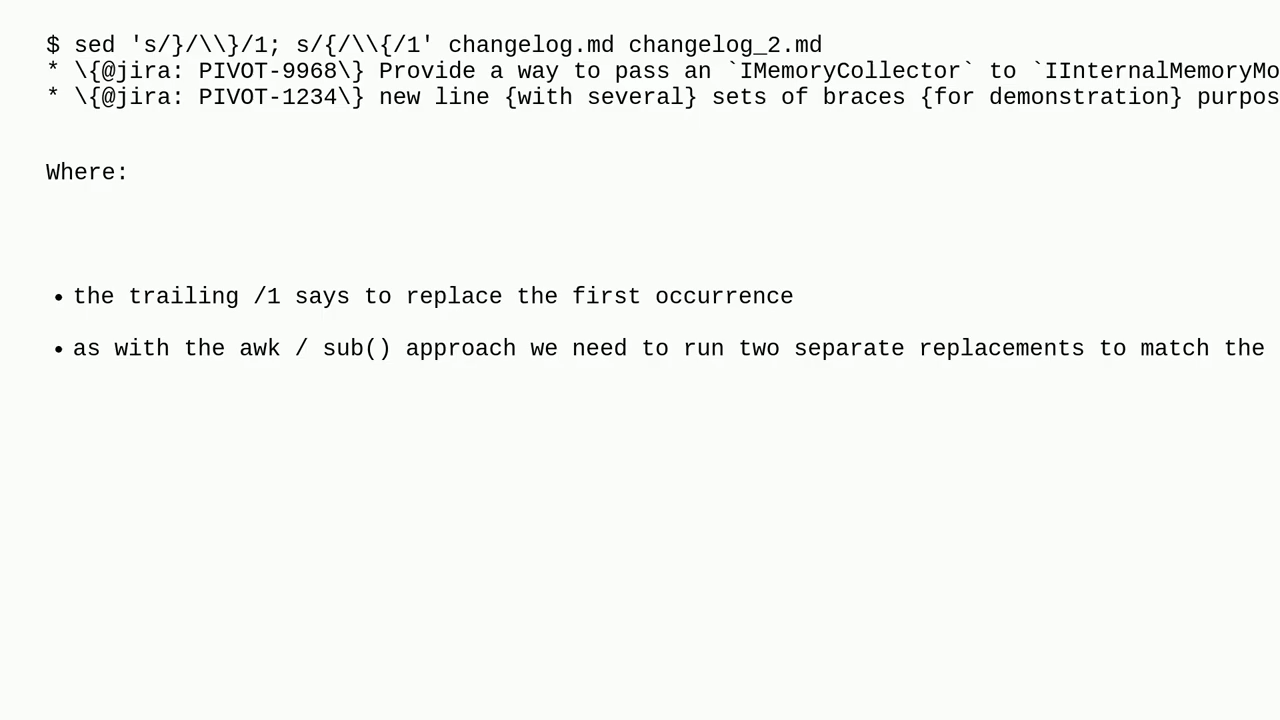 $ sed 's/}/\\}/1; s/{/\\{/1' changelog.md changelog_2.md
* \{@jira: PIVOT-9968\} Provide a way to pass an `IMemoryCollector` to `IInternalMemoryMo
* \{@jira: PIVOT-1234\} new line {with several} sets of braces {for demonstration} purpos
Where:
• the trailing /1 says to replace the first occurrence
• as with the awk / sub() approach we need to run two separate replacements to match the